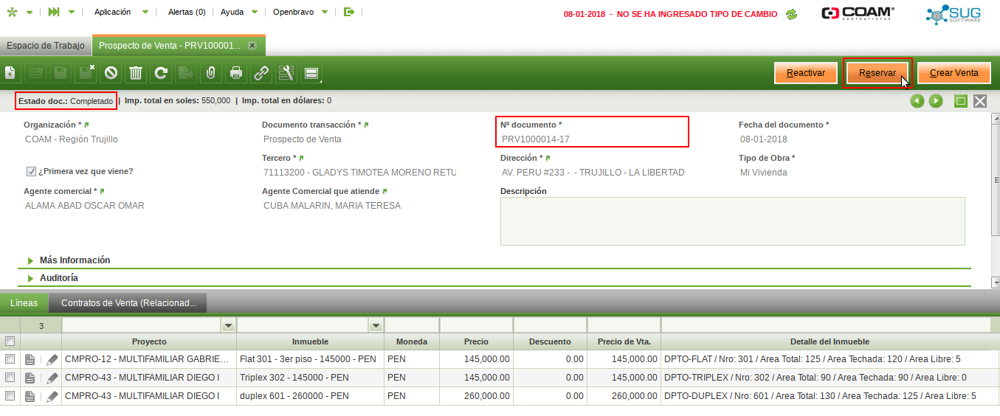 Aplicación Alertas (0) Ayuda Openbravo 08-01-2018 - NO SE HA INGRESADO TIPO DE CAMBIO COAM CONTRATISTAS SUG SOFTWARE
Espacio de Trabajo Prospecto de Venta - PRV100001...
Reactivar Reservar Crear Venta
Estado doc.: Completado | Imp. total en soles: 550,000 | Imp. total en dólares: 0
Organización * Documento transacción * Nº documento * Fecha del documento *
COAM - Región Trujillo Prospecto de Venta PRV1000014-17 08-01-2018
Tercero * Dirección * Tipo de Obra *
¿Primera vez que viene? 71113200 - GLADYS TIMOTEA MORENO RETU AV. PERU #233 - - TRUJILLO - LA LIBERTAD Mi Vivienda
Agente comercial * Agente Comercial que atiende Descripción
ALAMA ABAD OSCAR OMAR CUBA MALARIN, MARIA TERESA
Más Información
Auditoría
Líneas Contratos de Venta (Relacionad...
3
Proyecto Inmueble Moneda Precio Descuento Precio de Vta. Detalle del Inmueble
CMPRO-12 - MULTIFAMILIAR GABRIE... Flat 301 - 3er piso - 145000 - PEN PEN 145,000.00 0.00 145,000.00 DPTO-FLAT / Nro: 301 / Area Total: 125 / Area Techada: 120 / Area Libre: 5
CMPRO-43 - MULTIFAMILIAR DIEGO I Triplex 302 - 145000 - PEN PEN 145,000.00 0.00 145,000.00 DPTO-TRIPLEX / Nro: 302 / Area Total: 90 / Area Techada: 90 / Area Libre: 0
CMPRO-43 - MULTIFAMILIAR DIEGO I duplex 601 - 260000 - PEN PEN 260,000.00 0.00 260,000.00 DPTO-DUPLEX / Nro: 601 / Area Total: 130 / Area Techada: 125 / Area Libre: 5